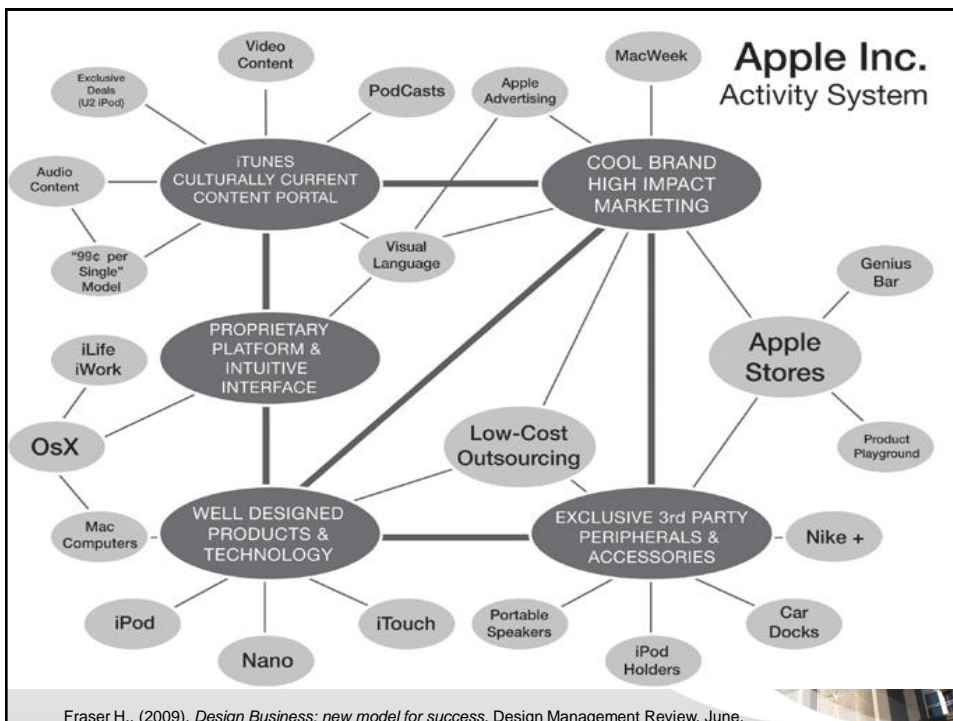 Apple Inc.
Activity System
Video
Content
Exclusive
Deals
(U2 iPod)
PodCasts
Apple
Advertising
MacWeek
iTUNES
CULTURALLY CURRENT
CONTENT PORTAL
COOL BRAND
HIGH IMPACT
MARKETING
Audio
Content
"99¢ per
Single"
Model
Visual
Language
Genius
Bar
PROPRIETARY
PLATFORM &
INTUITIVE
INTERFACE
Apple
Stores
iLife
iWork
OsX
Low-Cost
Outsourcing
Product
Playground
WELL DESIGNED
PRODUCTS &
TECHNOLOGY
EXCLUSIVE 3rd PARTY
PERIPHERALS &
ACCESSORIES
Mac
Computers
Nike +
iPod
Nano
iTouch
Portable
Speakers
iPod
Holders
Car
Docks
Fraser H., (2009), Design Business: new model for success, Design Management Review, June.